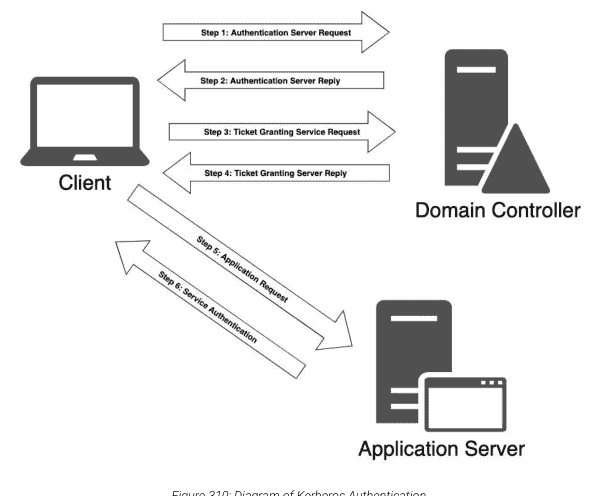 Step 1: Authentication Server Request
Step 2: Authentication Server Reply
Step 3: Ticket Granting Service Request
Step 4: Ticket Granting Server Reply
Client
Domain Controller
Step 5: Application Request
Step 6: Service Authentication
Application Server
Figure 310: Diagram of Kerberos Authentication